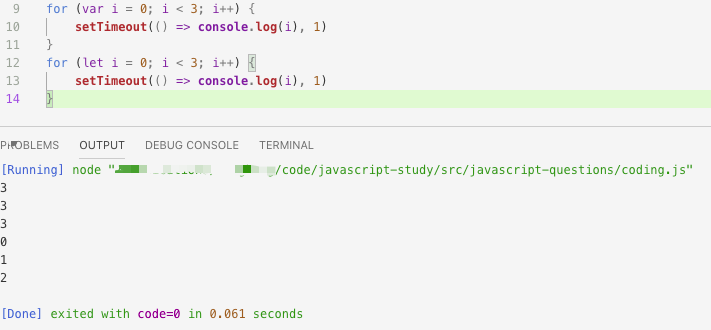 9 for (var i = 0; i < 3; i++) {
10 setTimeout(() => console.log(i), 1)
11 }
12 for (let i = 0; i < 3; i++) {
13 setTimeout(() => console.log(i), 1)
14 }
PROBLEMS OUTPUT DEBUG CONSOLE TERMINAL
[Running] node "/code/javascript-study/src/javascript-questions/coding.js"
3
3
3
0
1
2
[Done] exited with code=0 in 0.061 seconds